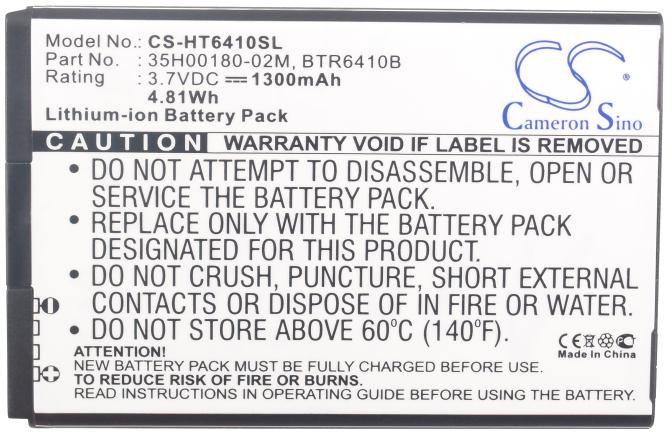 Model No.: CS-HT6410SL
Part No.: 35H00180-02M, BTR6410B
Rating: 3.7VDC ⎓ 1300mAh
4.81Wh
Lithium-ion Battery Pack
CS
Cameron Sino
CAUTION WARRANTY VOID IF LABEL IS REMOVED
• DO NOT ATTEMPT TO DISASSEMBLE, OPEN OR
SERVICE THE BATTERY PACK.
• REPLACE ONLY WITH THE BATTERY PACK
DESIGNATED FOR THIS PRODUCT.
• DO NOT CRUSH, PUNCTURE, SHORT EXTERNAL
CONTACTS OR DISPOSE OF IN FIRE OR WATER.
• DO NOT STORE ABOVE 60°C (140°F).
CE
PC
Made In China
ATTENTION!
NEW BATTERY PACK MUST BE FULLY CHARGED BEFORE USE.
TO REDUCE RISK OF FIRE OR BURNS.
READ INSTRUCTIONS IN OPERATING GUIDE BEFORE USE.